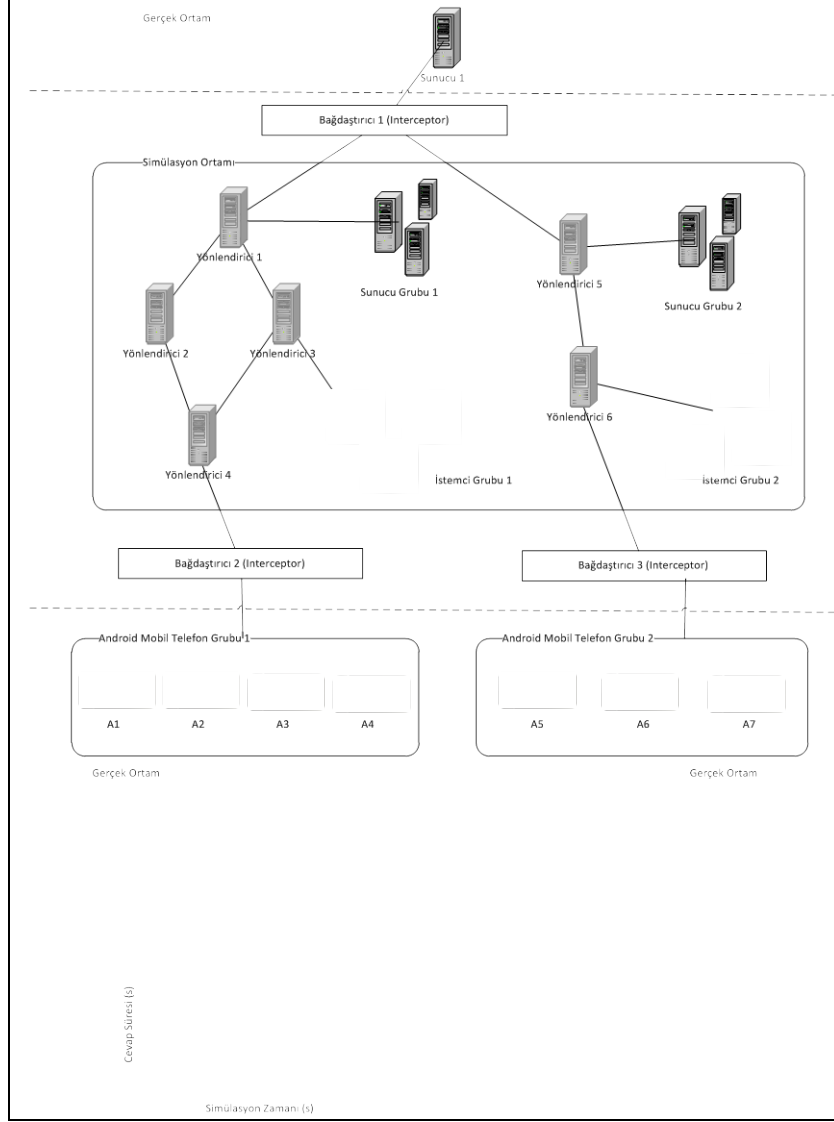 Gerçek Ortam
Sunucu 1
Bağdaştırıcı 1 (Interceptor)
Simülasyon Ortamı
Yönlendirici 1
Sunucu Grubu 1
Yönlendirici 5
Sunucu Grubu 2
Yönlendirici 2
Yönlendirici 3
Yönlendirici 6
Yönlendirici 4
İstemci Grubu 1
İstemci Grubu 2
Bağdaştırıcı 2 (Interceptor)
Bağdaştırıcı 3 (Interceptor)
Android Mobil Telefon Grubu 1
Android Mobil Telefon Grubu 2
A1
A2
A3
A4
A5
A6
A7
Gerçek Ortam
Gerçek Ortam
Cevap Süresi (s)
Simülasyon Zamanı (s)